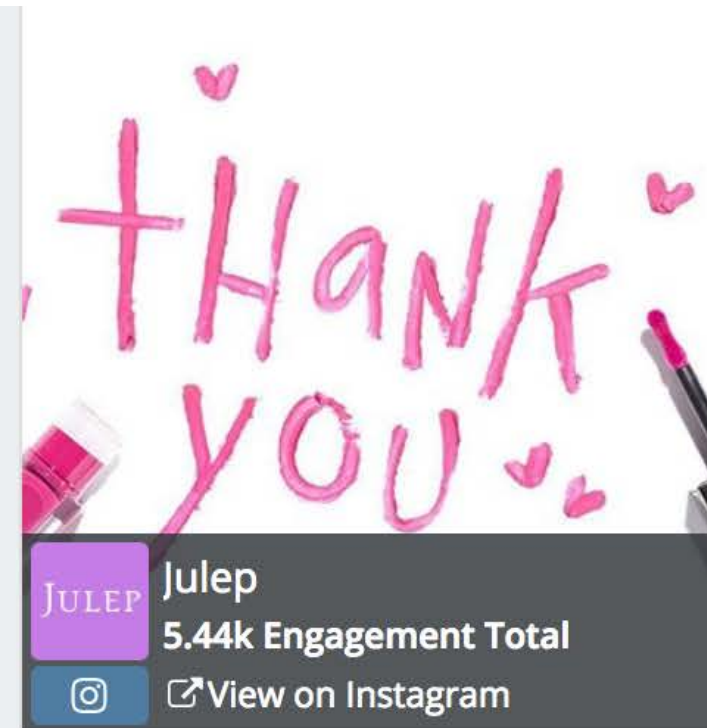 tHaNk
yOU
JULEP
Julep
5.44k Engagement Total
View on Instagram